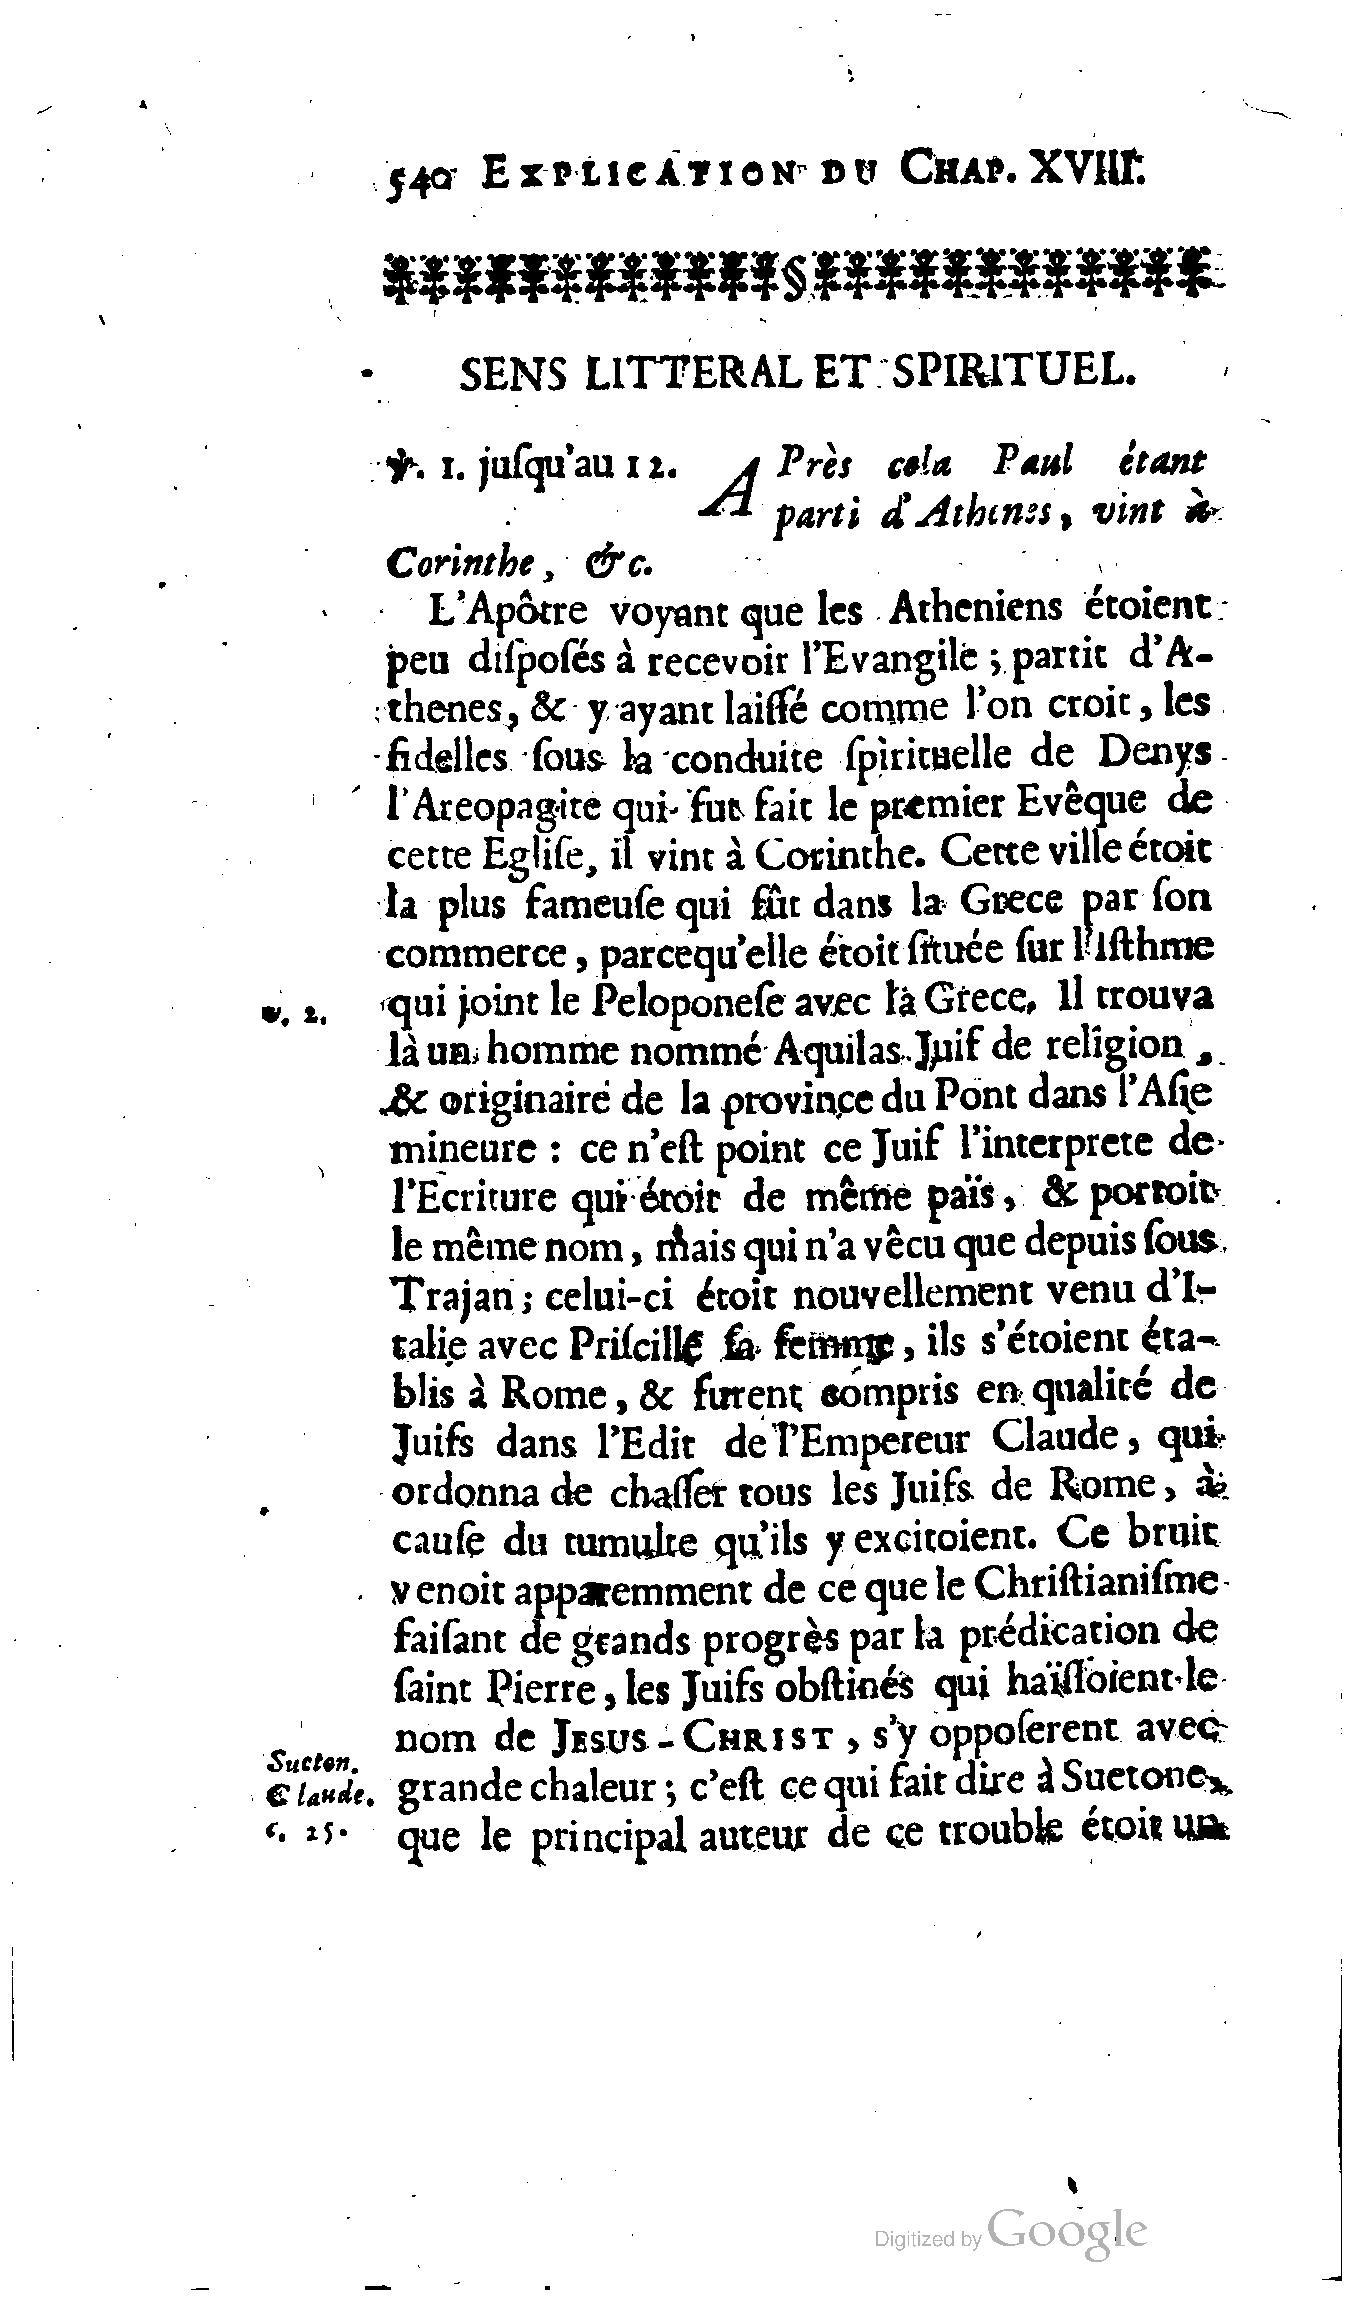 540 EXPLICATION DU CHAP. XVIII.
SENS LITTERAL ET SPIRITUEL.
℣. 1. juſqu'au 12. APrès cela Paul étant
parti d'Athenes, vint à
Corinthe, &c.
L'Apôtre voyant que les Atheniens étoient
peu diſpoſés à recevoir l'Evangile ; partit d'A-
thenes, & y ayant laiſſé comme l'on croit, les
fidelles ſous la conduite ſpirituelle de Denys
l'Areopagite qui fut fait le premier Evêque de
cette Egliſe, il vint à Corinthe. Cette ville étoit
la plus fameuſe qui fût dans la Grece par ſon
commerce, parcequ'elle étoit ſituée ſur l'Iſthme
℣. 2. qui joint le Peloponeſe avec la Grece. Il trouva
là un homme nommé Aquilas Juif de religion,
& originaire de la province du Pont dans l'Aſie
mineure : ce n'eſt point ce Juif l'interprete de
l'Ecriture qui étoit de même païs, & portoit
le même nom, mais qui n'a vêcu que depuis ſous
Trajan ; celui-ci étoit nouvellement venu d'I-
talie avec Priſcille ſa femme, ils s'étoient éta-
blis à Rome, & furent compris en qualité de
Juifs dans l'Edit de l'Empereur Claude, qui
ordonna de chaſſer tous les Juifs de Rome, à
cauſe du tumulte qu'ils y excitoient. Ce bruit
venoit apparemment de ce que le Chriſtianiſme
faiſant de grands progrès par la prédication de
ſaint Pierre, les Juifs obſtinés qui haïſſoient le
nom de JESUS-CHRIST, s'y oppoſerent avec
Sueton.
Claude. grande chaleur ; c'eſt ce qui fait dire à Suetone,
c. 25. que le principal auteur de ce trouble étoit un
Digitized by Google